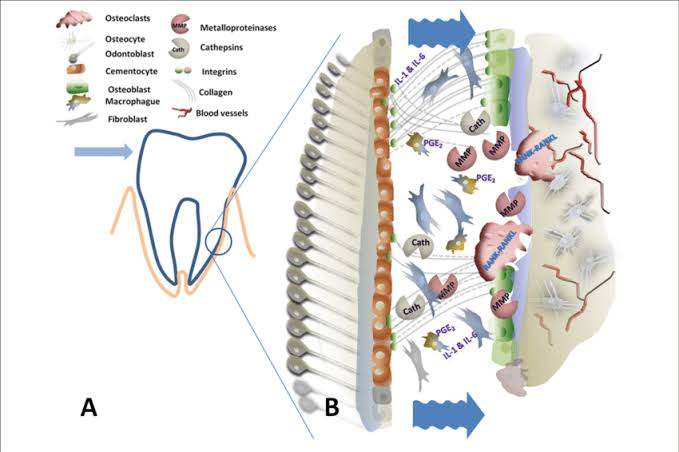 Osteoclasts
Osteocyte
Odontoblast
Cementocyte
Osteoblast
Macrophague
Fibroblast
MMP Metalloproteinases
Cath Cathepsins
Integrins
Collagen
Blood vessels
A
IL-1 & IL-6
Cath
PGE2
MMP
MMP
RANK-RANKL
PGE2
MMP
Cath
RANK-RANKL
MMP
Cath
MMP
PGE2
IL-1 & IL-6
B